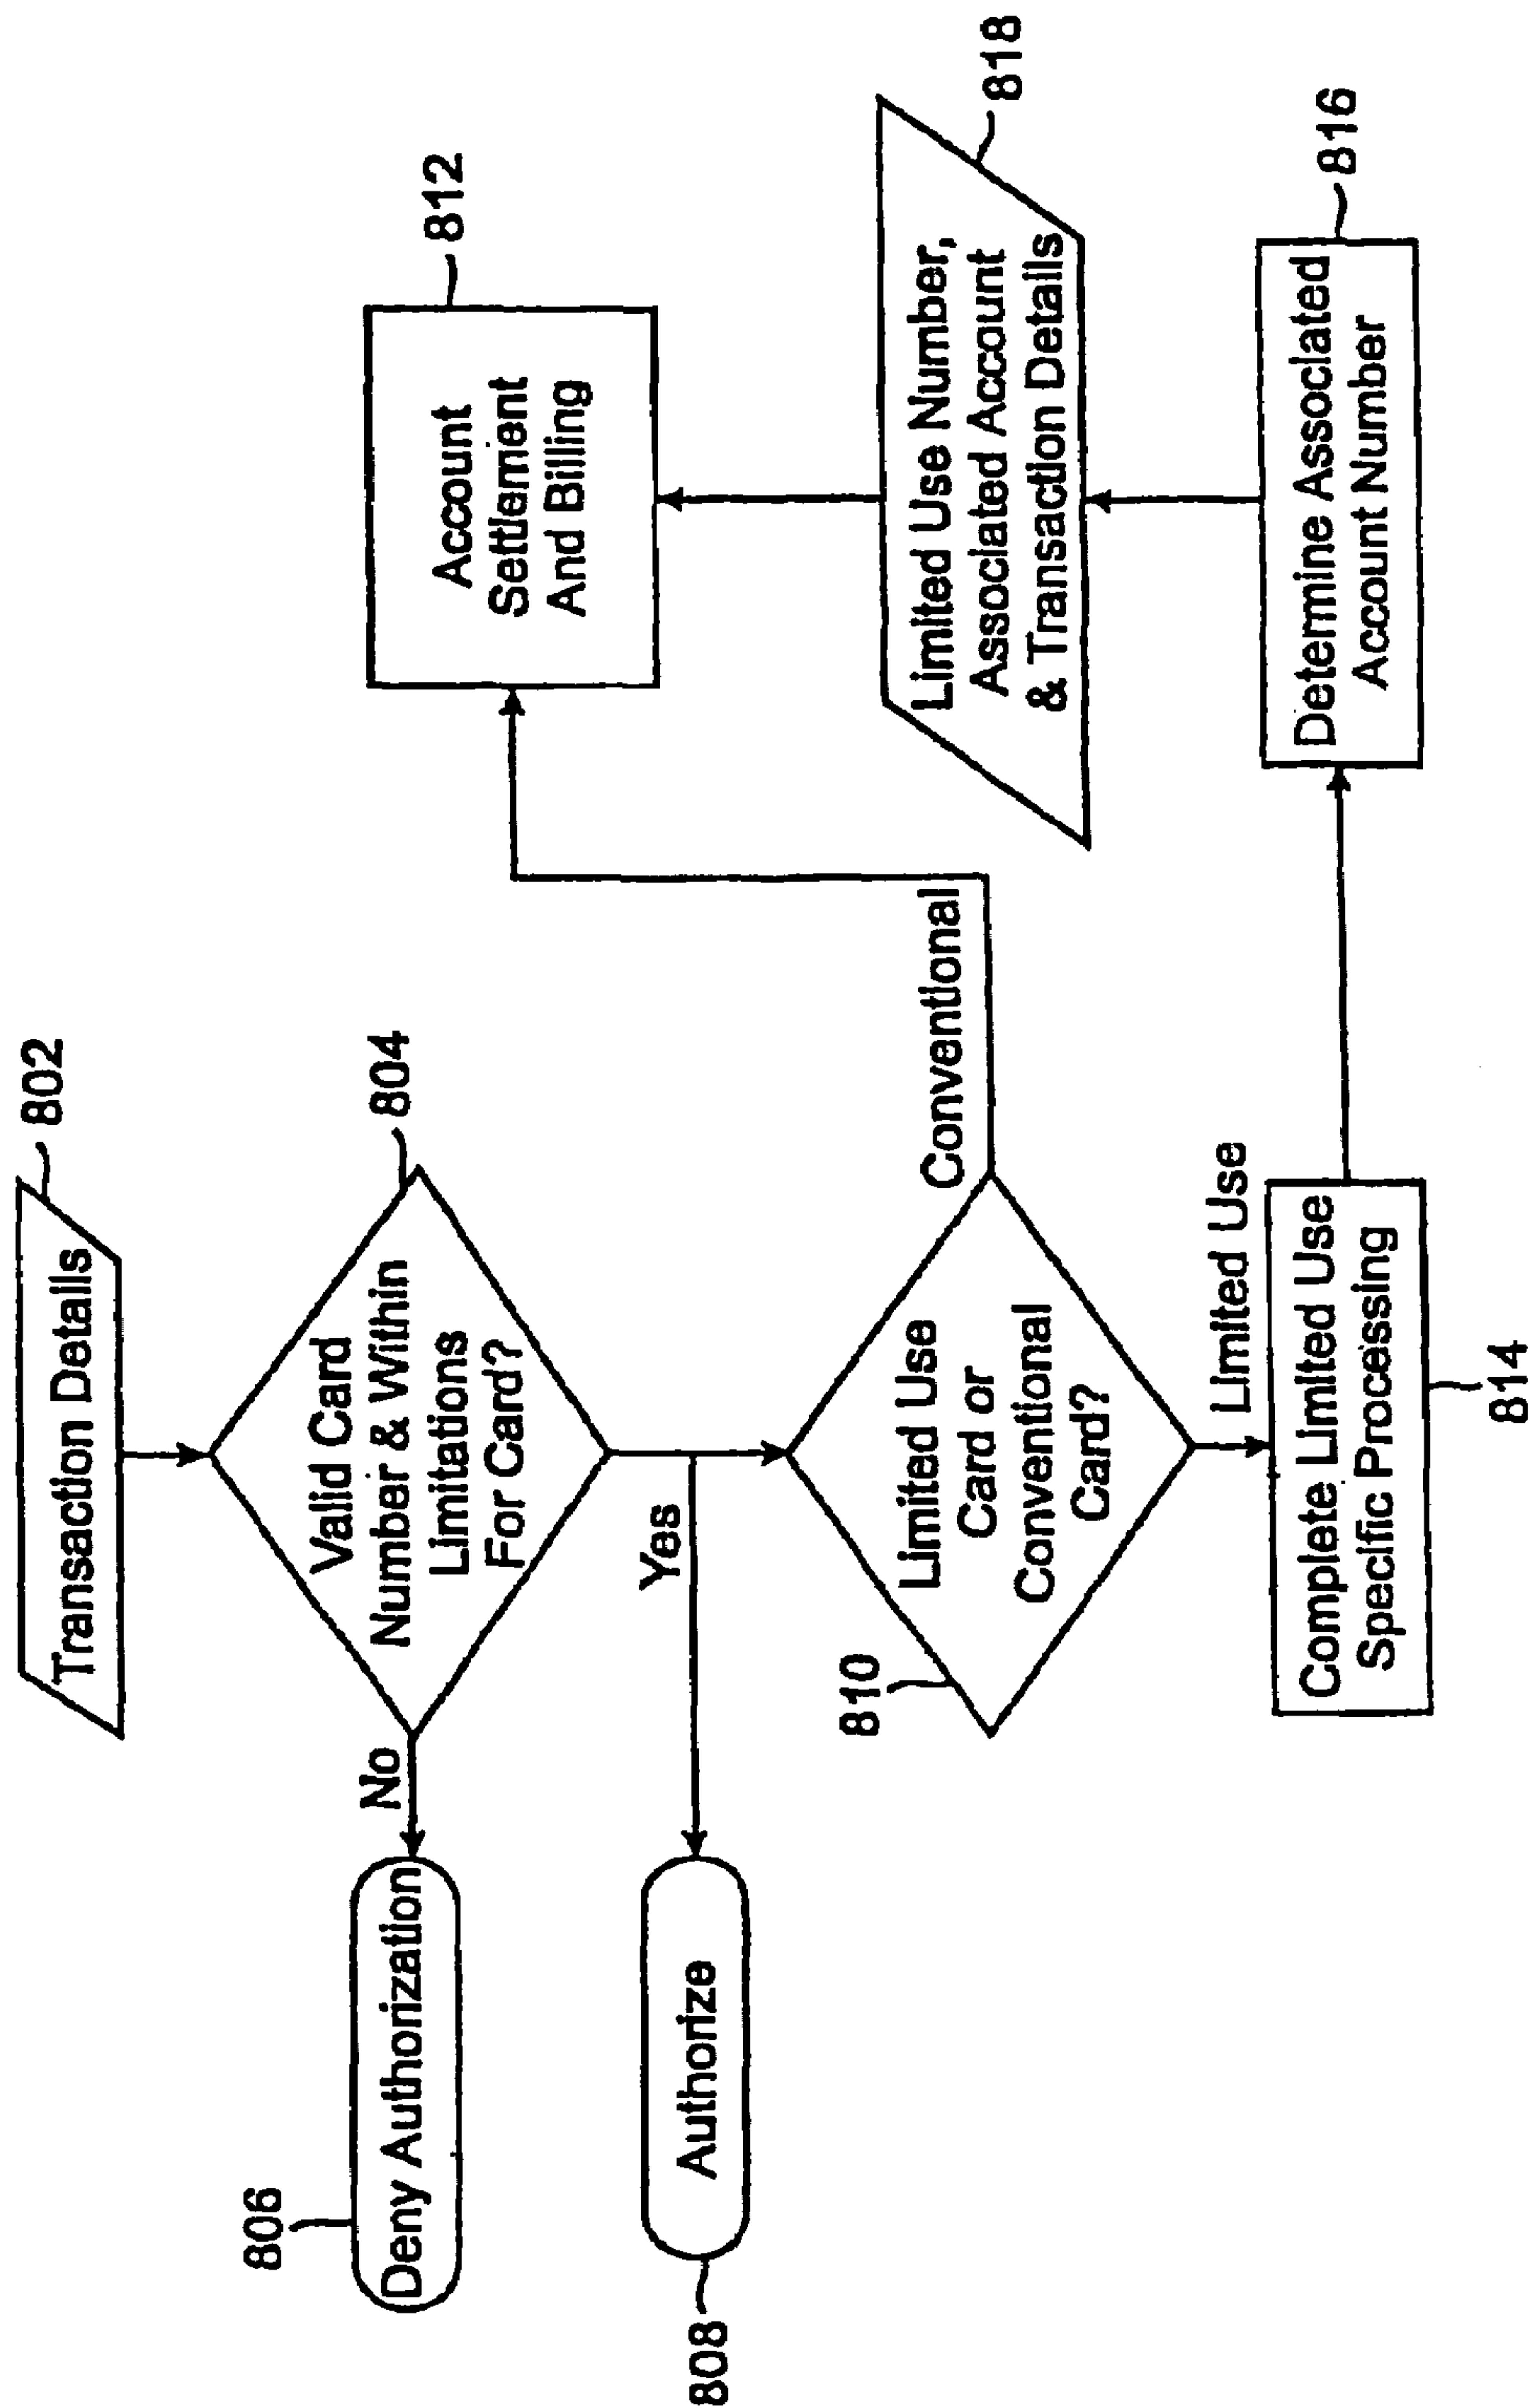 802
Transaction Details
804
Valid Card
Number & Within
Limitations
For Card?
No
806
Deny Authorization
Yes
808
Authorize
810
Limited Use
Card or
Conventional
Card?
Conventional
812
Account
Settlement
And Billing
Limited Use
Complete Limited Use
Specific Processing
814
Determine Associated
Account Number
816
Limited Use Number,
Associated Account
& Transaction Details
818